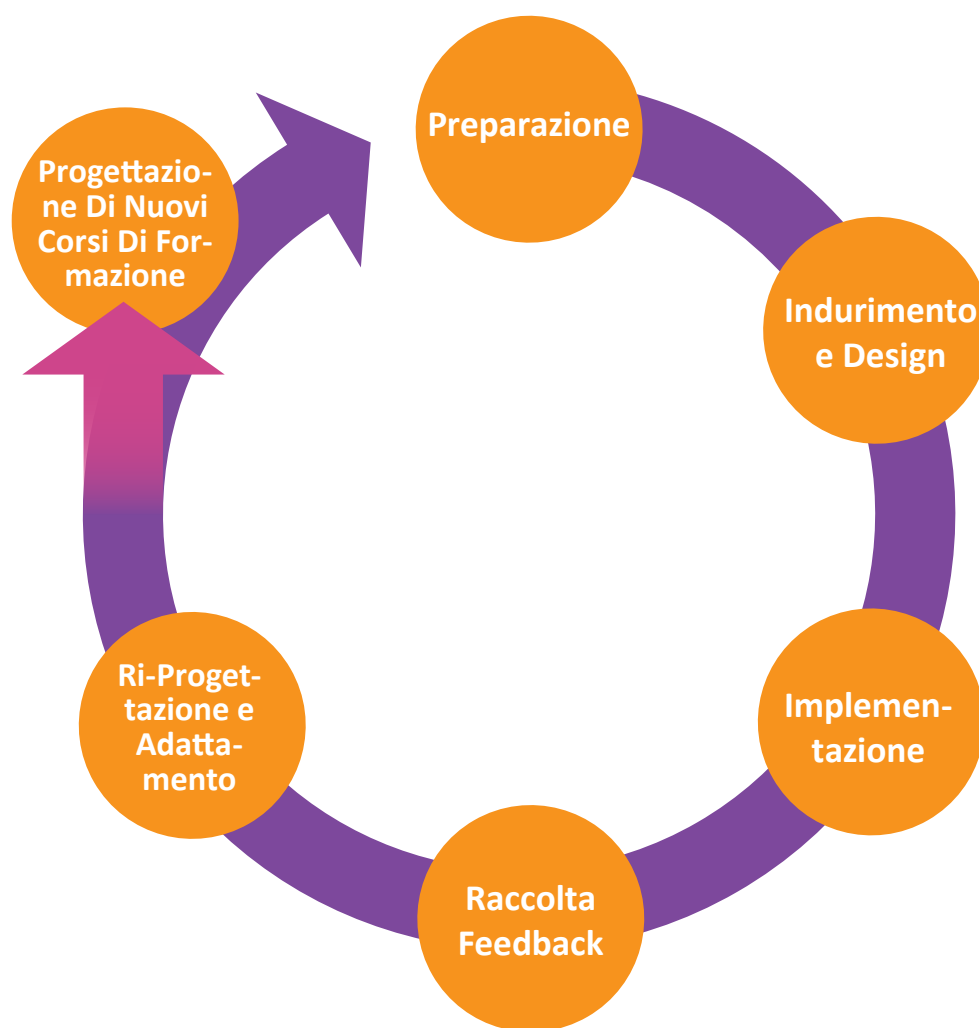 Preparazione
Indurimento
e Design
Implemen-
tazione
Raccolta
Feedback
Ri-Proget-
tazione e
Adatta-
mento
Progettazio-
ne Di Nuovi
Corsi Di For-
mazione